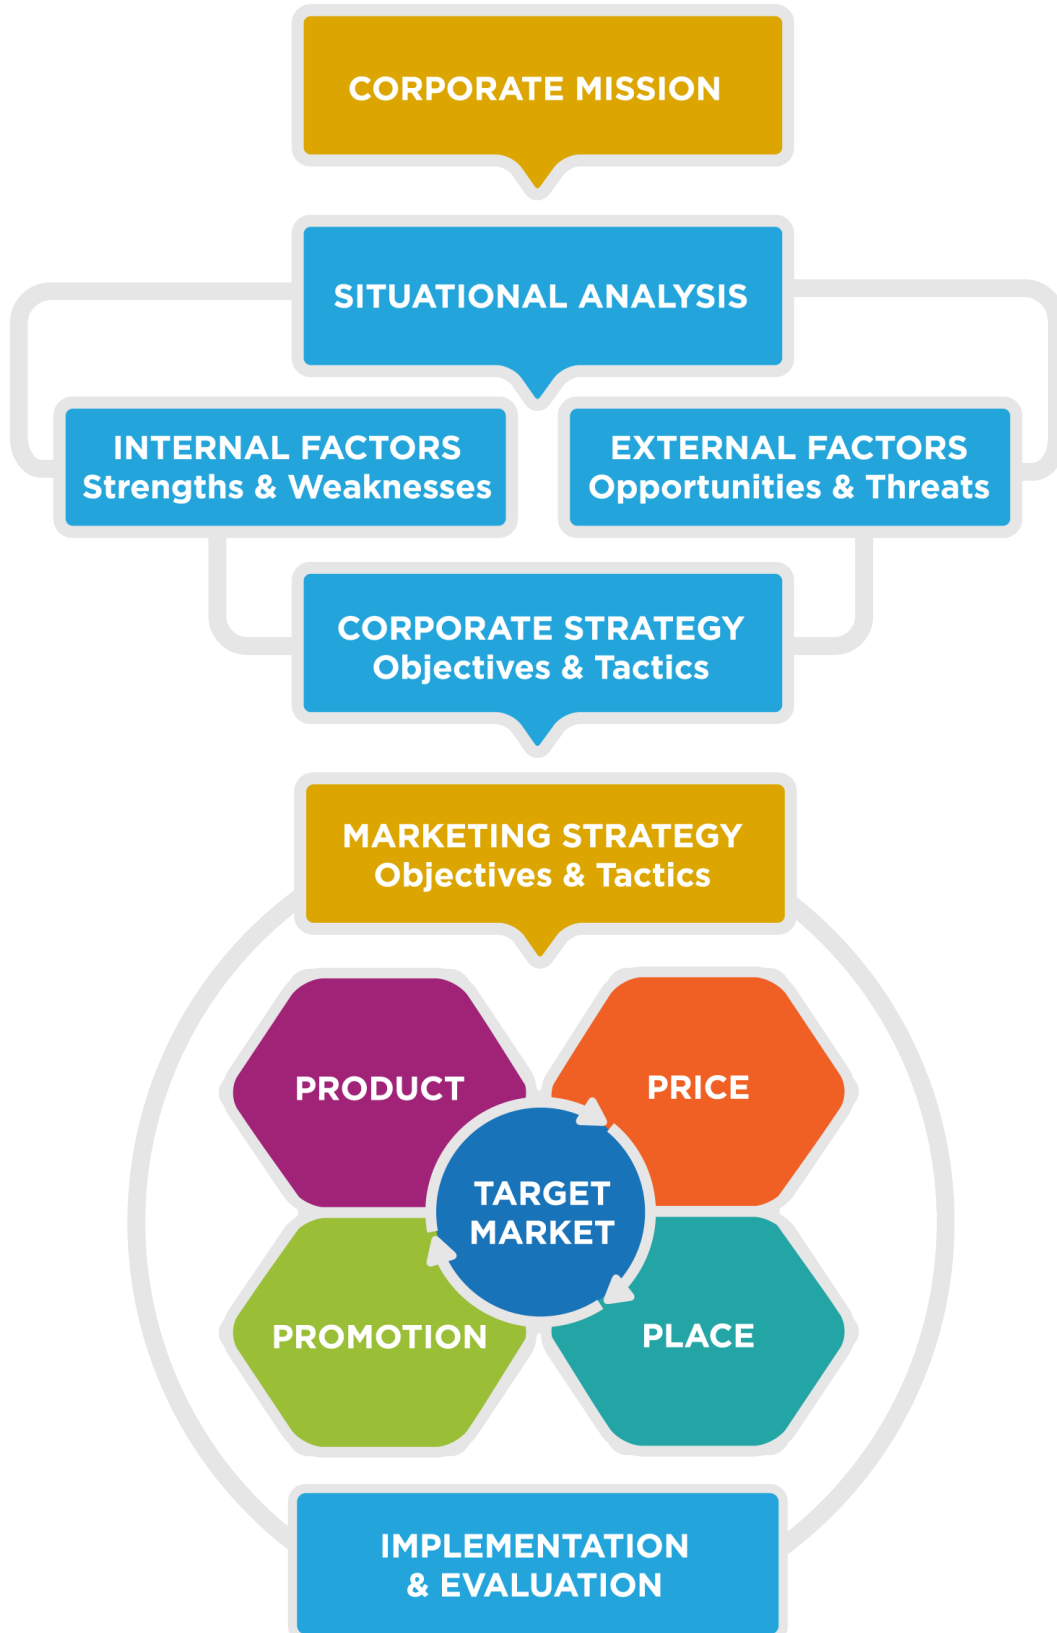 CORPORATE MISSION
SITUATIONAL ANALYSIS
INTERNAL FACTORS
Strengths & Weaknesses
EXTERNAL FACTORS
Opportunities & Threats
CORPORATE STRATEGY
Objectives & Tactics
MARKETING STRATEGY
Objectives & Tactics
PRODUCT
PRICE
TARGET
MARKET
PROMOTION
PLACE
IMPLEMENTATION
& EVALUATION